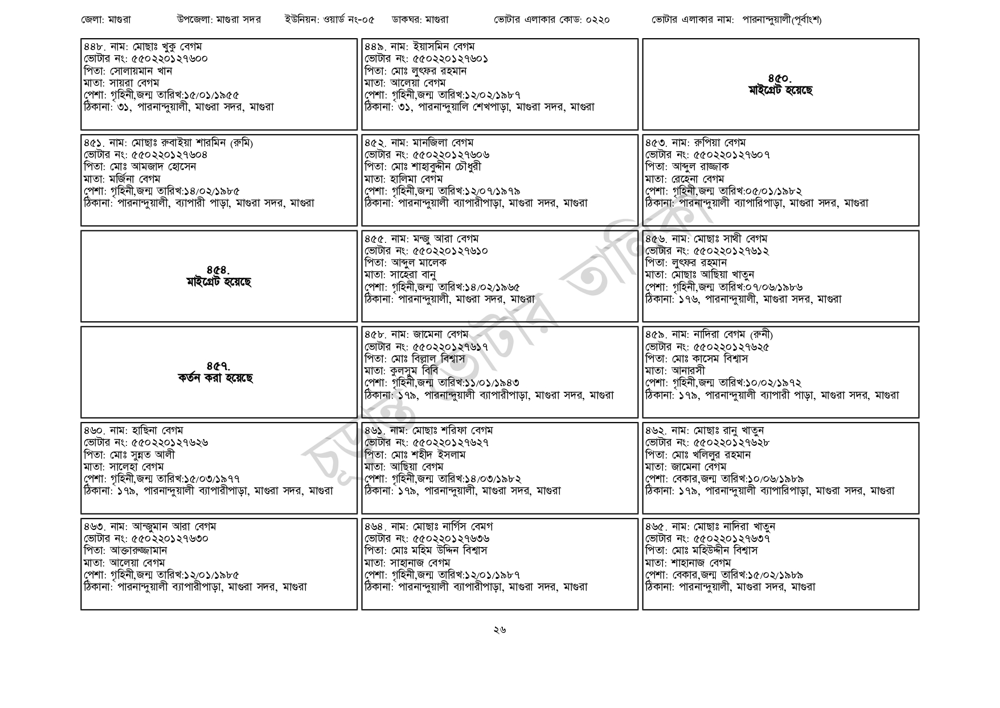 জেলা: মাগুরা উপজেলা: মাগুরা সদর ইউনিয়ন: ওয়ার্ড নং-০৫ ডাকঘর: মাগুরা ভোটার এলাকার কোড: ০২২০ ভোটার এলাকার নাম: পারনান্দুয়ালী(পূর্বাংশ)
৪৪৮. নাম: মোছাঃ খুকু বেগম
ভোটার নং: ৫৫০২২০১২৭৬০০
পিতা: সোলায়মান খান
মাতা: সায়রা বেগম
পেশা: গৃহিনী,জন্ম তারিখ:১৫/০১/১৯৫৫
ঠিকানা: ৩১, পারনান্দুয়ালী, মাগুরা সদর, মাগুরা
৪৪৯. নাম: ইয়াসমিন বেগম
ভোটার নং: ৫৫০২২০১২৭৬০১
পিতা: মোঃ লুৎফর রহমান
মাতা: আলেয়া বেগম
পেশা: গৃহিনী,জন্ম তারিখ:১২/০২/১৯৮৭
ঠিকানা: ৩১, পারনান্দুয়ালি শেখপাড়া, মাগুরা সদর, মাগুরা
৪৫০.
মাইগ্রেট হয়েছে
৪৫১. নাম: মোছাঃ রুবাইয়া শারমিন (রুমি)
ভোটার নং: ৫৫০২২০১২৭৬০৪
পিতা: মোঃ আমজাদ হোসেন
মাতা: মর্জিনা বেগম
পেশা: গৃহিনী,জন্ম তারিখ:১৪/০২/১৯৮৫
ঠিকানা: পারনান্দুয়ালী, ব্যাপারী পাড়া, মাগুরা সদর, মাগুরা
৪৫২. নাম: মানজিলা বেগম
ভোটার নং: ৫৫০২২০১২৭৬০৬
পিতা: মোঃ শাহাবুদ্দীন চৌধুরী
মাতা: হালিমা বেগম
পেশা: গৃহিনী,জন্ম তারিখ:১২/০৭/১৯৭৯
ঠিকানা: পারনান্দুয়ালী ব্যাপারীপাড়া, মাগুরা সদর, মাগুরা
৪৫৩. নাম: রুপিয়া বেগম
ভোটার নং: ৫৫০২২০১২৭৬০৭
পিতা: আব্দুল রাজ্জাক
মাতা: রেহেনা বেগম
পেশা: গৃহিনী,জন্ম তারিখ:০৫/০১/১৯৮২
ঠিকানা: পারনান্দুয়ালী ব্যাপারিপাড়া, মাগুরা সদর, মাগুরা
৪৫৪.
মাইগ্রেট হয়েছে
৪৫৫. নাম: মন্জু আরা বেগম
ভোটার নং: ৫৫০২২০১২৭৬১০
পিতা: আব্দুল মালেক
মাতা: সাহেরা বানু
পেশা: গৃহিনী,জন্ম তারিখ:১৪/০২/১৯৬৫
ঠিকানা: পারনান্দুয়ালী, মাগুরা সদর, মাগুরা
৪৫৬. নাম: মোছাঃ সাথী বেগম
ভোটার নং: ৫৫০২২০১২৭৬১২
পিতা: লুৎফর রহমান
মাতা: মোছাঃ আছিয়া খাতুন
পেশা: গৃহিনী,জন্ম তারিখ:০৭/০৬/১৯৮৬
ঠিকানা: ১৭৬, পারনান্দুয়ালী, মাগুরা সদর, মাগুরা
৪৫৭.
কর্তন করা হয়েছে
৪৫৮. নাম: জামেনা বেগম
ভোটার নং: ৫৫০২২০১২৭৬১৭
পিতা: মোঃ বিল্লাল বিশ্বাস
মাতা: কুলসুম বিবি
পেশা: গৃহিনী,জন্ম তারিখ:১১/০১/১৯৪৩
ঠিকানা: ১৭৯, পারনান্দুয়ালী ব্যাপারীপাড়া, মাগুরা সদর, মাগুরা
৪৫৯. নাম: নাদিরা বেগম (রুনী)
ভোটার নং: ৫৫০২২০১২৭৬২৫
পিতা: মোঃ কাসেম বিশ্বাস
মাতা: আনারসী
পেশা: গৃহিনী,জন্ম তারিখ:১০/০২/১৯৭২
ঠিকানা: ১৭৯, পারনান্দুয়ালী ব্যাপারী পাড়া, মাগুরা সদর, মাগুরা
৪৬০. নাম: হাছিনা বেগম
ভোটার নং: ৫৫০২২০১২৭৬২৬
পিতা: মোঃ সুন্নত আলী
মাতা: সালেহা বেগম
পেশা: গৃহিনী,জন্ম তারিখ:১৫/০৩/১৯৭৭
ঠিকানা: ১৭৯, পারনান্দুয়ালী ব্যাপারীপাড়া, মাগুরা সদর, মাগুরা
৪৬১. নাম: মোছাঃ শরিফা বেগম
ভোটার নং: ৫৫০২২০১২৭৬২৭
পিতা: মোঃ শহীদ ইসলাম
মাতা: আছিয়া বেগম
পেশা: গৃহিনী,জন্ম তারিখ:১৪/০৩/১৯৮২
ঠিকানা: ১৭৯, পারনান্দুয়ালী, মাগুরা সদর, মাগুরা
৪৬২. নাম: মোছাঃ রানু খাতুন
ভোটার নং: ৫৫০২২০১২৭৬২৮
পিতা: মোঃ খলিলুর রহমান
মাতা: জামেনা বেগম
পেশা: বেকার,জন্ম তারিখ:১০/০৬/১৯৮৯
ঠিকানা: ১৭৯, পারনান্দুয়ালী ব্যাপারিপাড়া, মাগুরা সদর, মাগুরা
৪৬৩. নাম: আন্জুমান আরা বেগম
ভোটার নং: ৫৫০২২০১২৭৬৩০
পিতা: আক্তারুজ্জামান
মাতা: আলেয়া বেগম
পেশা: গৃহিনী,জন্ম তারিখ:১২/০১/১৯৮৫
ঠিকানা: পারনান্দুয়ালী ব্যাপারীপাড়া, মাগুরা সদর, মাগুরা
৪৬৪. নাম: মোছাঃ নার্গিস বেমগ
ভোটার নং: ৫৫০২২০১২৭৬৩৬
পিতা: মোঃ মহিম উদ্দিন বিশ্বাস
মাতা: সাহানাজ বেগম
পেশা: গৃহিনী,জন্ম তারিখ:১২/০১/১৯৮৭
ঠিকানা: পারনান্দুয়ালী ব্যাপারীপাড়া, মাগুরা সদর, মাগুরা
৪৬৫. নাম: মোছাঃ নাদিরা খাতুন
ভোটার নং: ৫৫০২২০১২৭৬৩৭
পিতা: মোঃ মহিউদ্দীন বিশ্বাস
মাতা: শাহানাজ বেগম
পেশা: বেকার,জন্ম তারিখ:১৫/০২/১৯৮৯
ঠিকানা: পারনান্দুয়ালী, মাগুরা সদর, মাগুরা
চূড়ান্ত ভোটার তালিকা
২৬